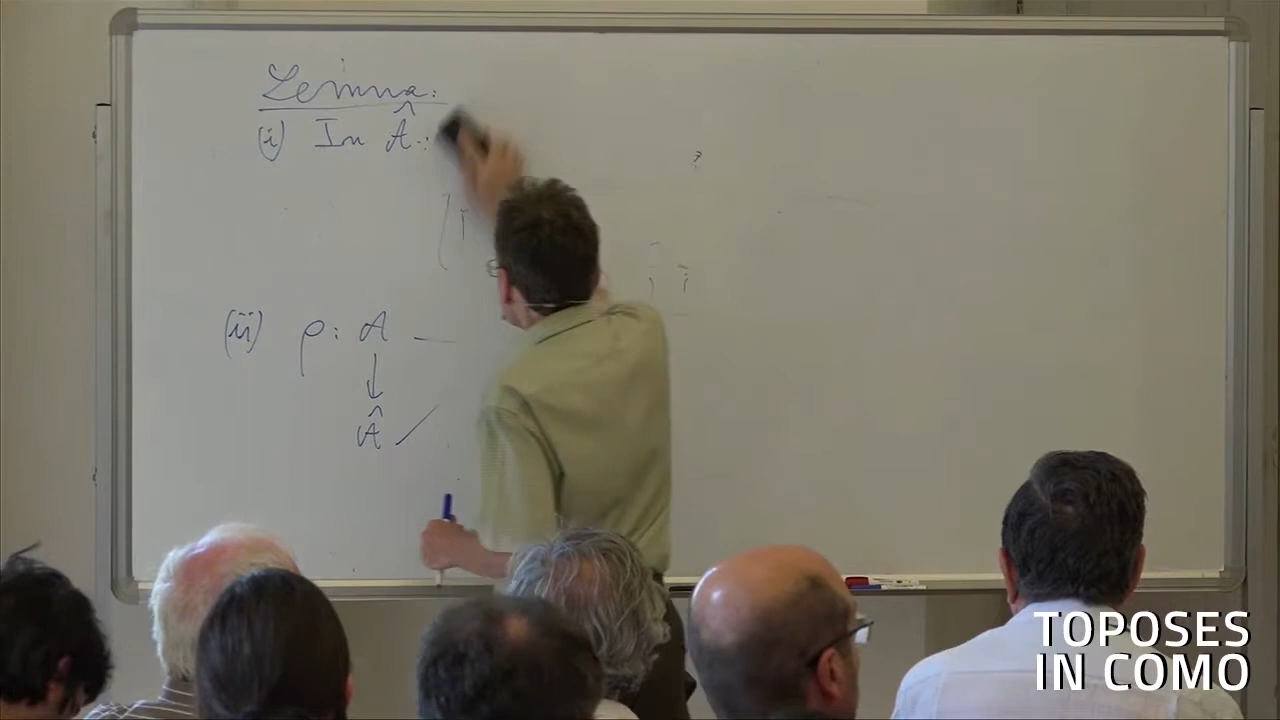 Lemma:
(i) In Â:
(ii) ρ: A —
↓
Â
TOPOSES
IN COMO